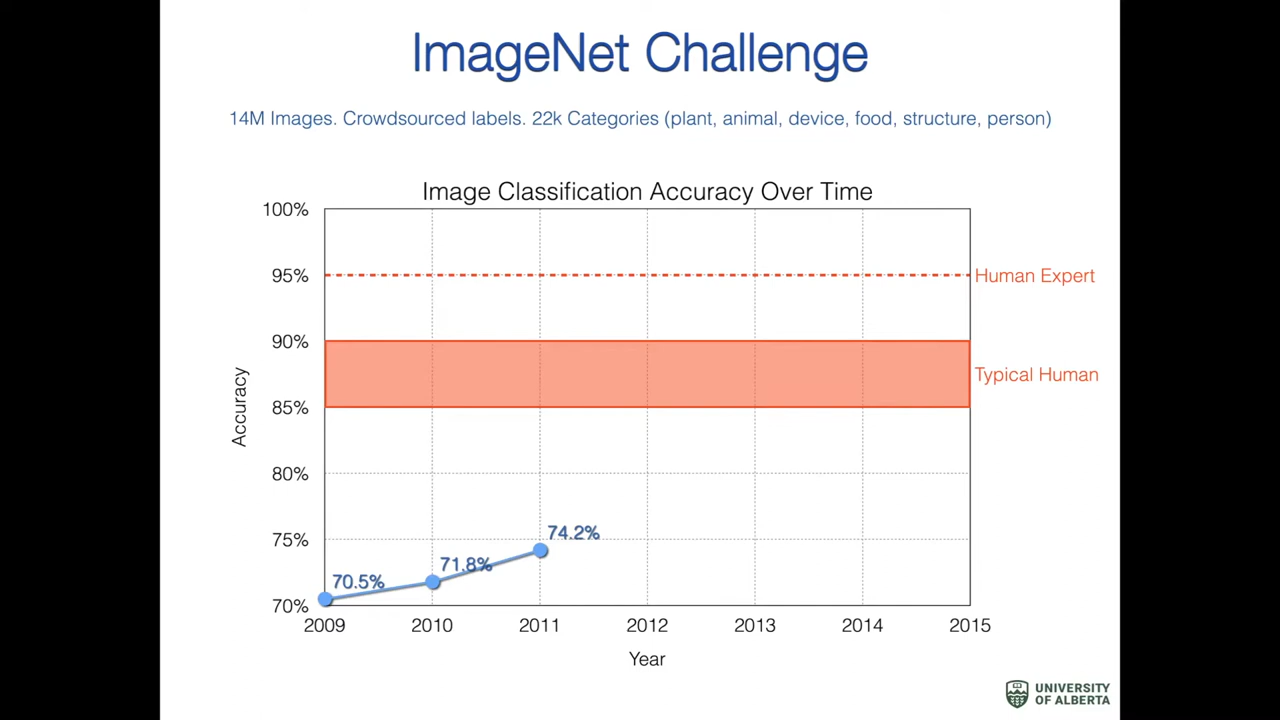 ImageNet Challenge
14M Images. Crowdsourced labels. 22k Categories (plant, animal, device, food, structure, person)
Image Classification Accuracy Over Time
100%
95%
Human Expert
90%
Typical Human
85%
Accuracy
80%
75%
74.2%
71.8%
70.5%
70%
2009 2010 2011 2012 2013 2014 2015
Year
UNIVERSITY
OF ALBERTA